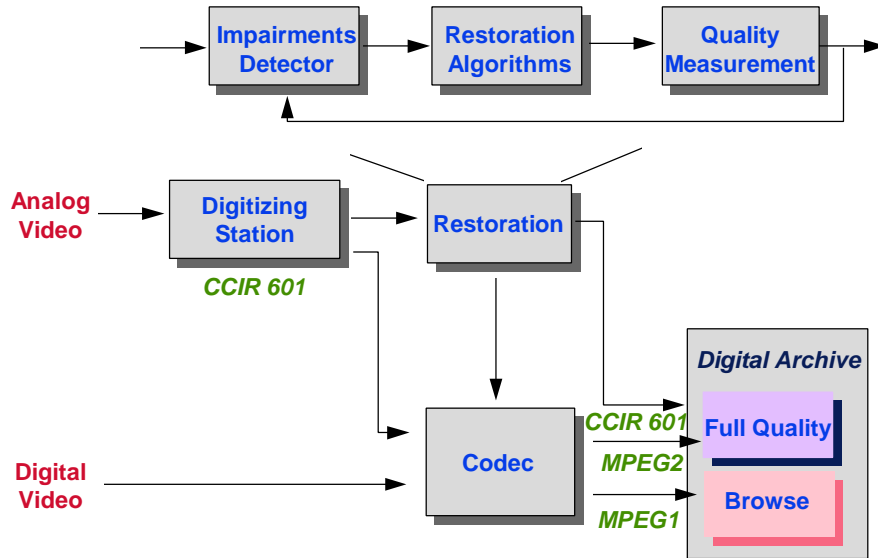 Impairments
Detector
Restoration
Algorithms
Quality
Measurement
Analog
Video
Digitizing
Station
Restoration
CCIR 601
Digital Archive
CCIR 601
Full Quality
MPEG2
Codec
Digital
Video
Browse
MPEG1